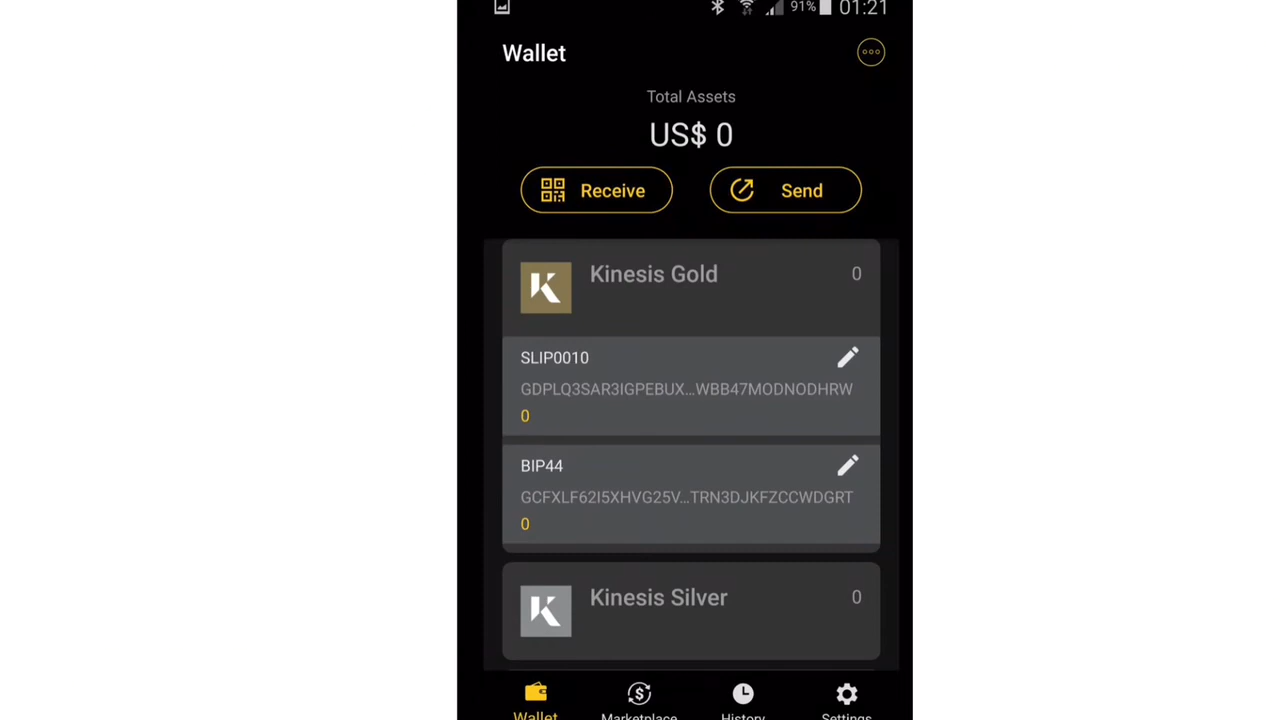 91% 01:21
Wallet
Total Assets
US$ 0
Receive Send
Kinesis Gold 0
SLIP0010
GDPLQ3SAR3IGPEBUX...WBB47MODNODHRW
0
BIP44
GCFXLF62I5XHVG25V...TRN3DJKFZCCWDGRT
0
Kinesis Silver 0
Wallet Marketplace History Settings